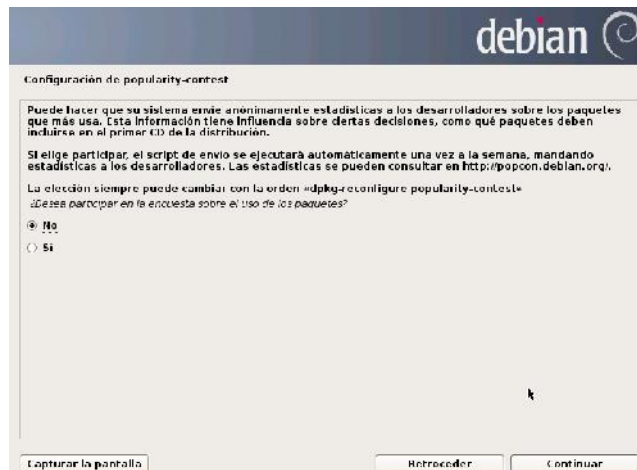 debian
Configuración de popularity-contest
Puede hacer que su sistema envíe anónimamente estadísticas a los desarrolladores sobre los paquetes
que más usa. Esta información tiene influencia sobre ciertas decisiones, como qué paquetes deben
incluirse en el primer CD de la distribución.
Si elige participar, el script de envío se ejecutará automáticamente una vez a la semana, mandando
estadísticas a los desarrolladores. Las estadísticas se pueden consultar en http://popcon.debian.org/.
La elección siempre puede cambiar con la orden «dpkg-reconfigure popularity-contest»
¿Desea participar en la encuesta sobre el uso de los paquetes?
No
Sí
Capturar la pantalla
Retroceder
Continuar